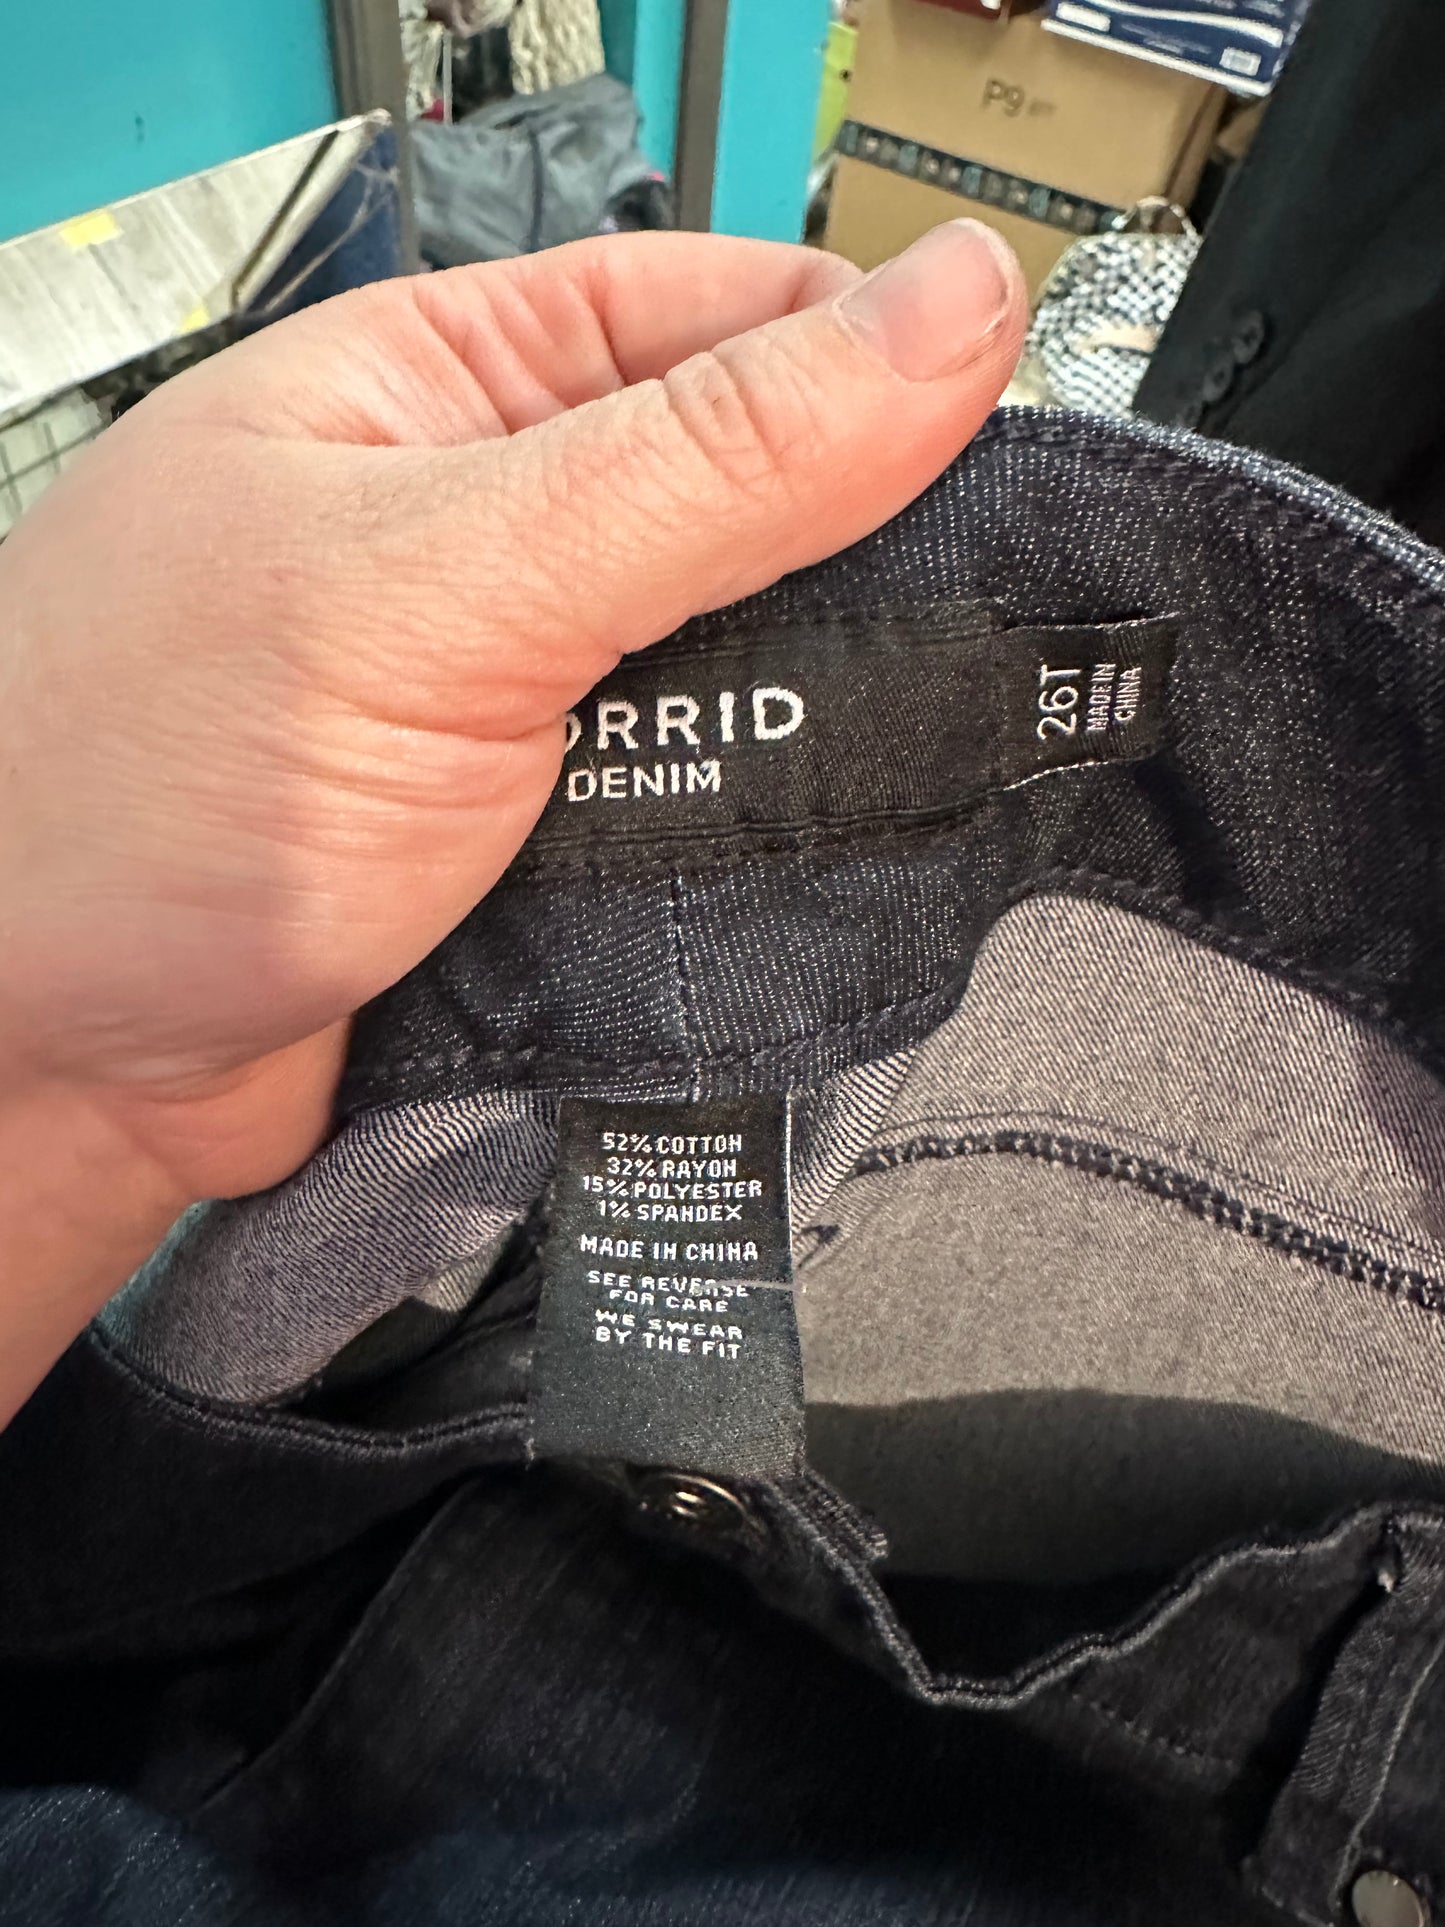 ORRID
DENIM
26T
MADE IN
CHINA
52% COTTON
32% RAYON
15% POLYESTER
1% SPANDEX
MADE IN CHINA
SEE REVERSE
FOR CARE
WE SWEAR
BY THE FIT